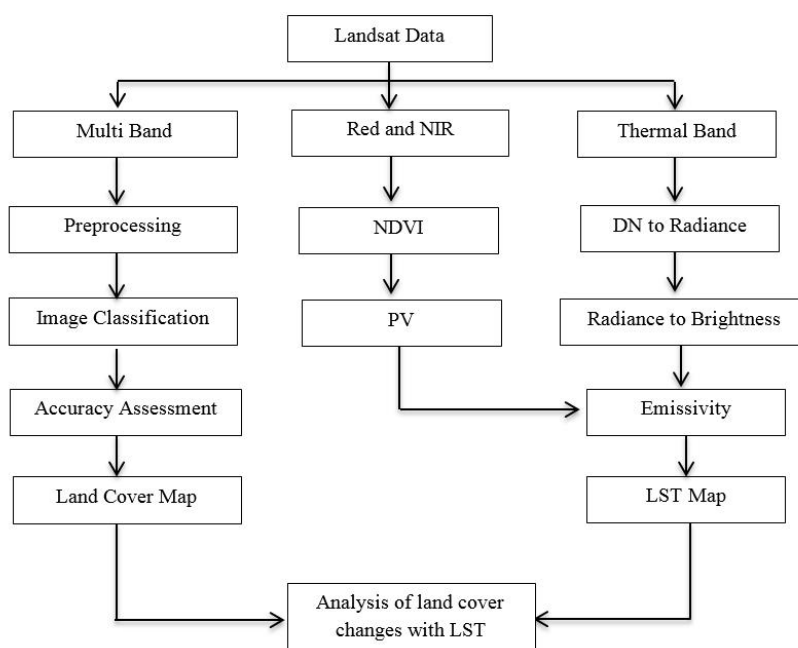 Landsat Data
Multi Band
Red and NIR
Thermal Band
Preprocessing
NDVI
DN to Radiance
Image Classification
PV
Radiance to Brightness
Accuracy Assessment
Emissivity
Land Cover Map
LST Map
Analysis of land cover
changes with LST